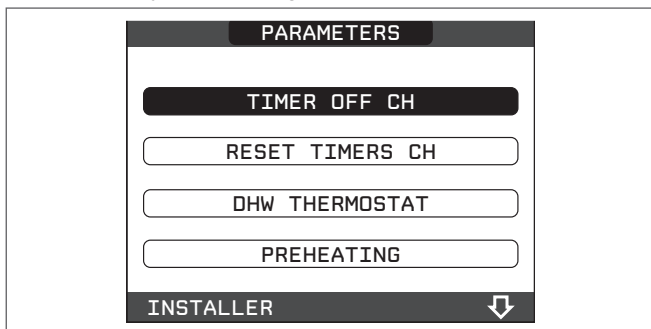 PARAMETERS
TIMER OFF CH
RESET TIMERS CH
DHW THERMOSTAT
PREHEATING
INSTALLER